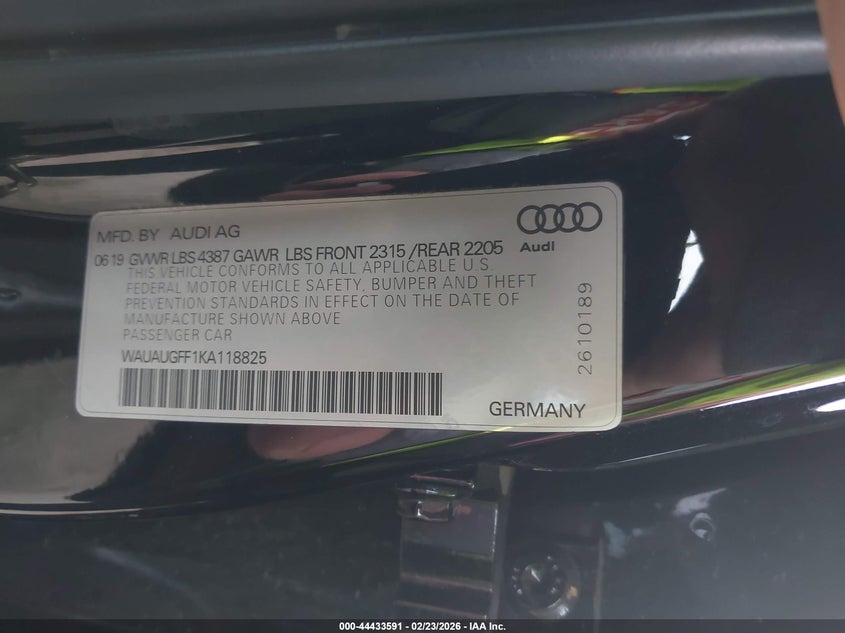 MFD. BY AUDI AG
Audi
06 19 GVWR LBS 4387 GAWR LBS FRONT 2315 /REAR 2205
THIS VEHICLE CONFORMS TO ALL APPLICABLE U.S.
FEDERAL MOTOR VEHICLE SAFETY, BUMPER AND THEFT
PREVENTION STANDARDS IN EFFECT ON THE DATE OF
MANUFACTURE SHOWN ABOVE
PASSENGER CAR
WAUAUGFF1KA118825
2610189
GERMANY
000-44433591 - 02/23/2026 - IAA Inc.